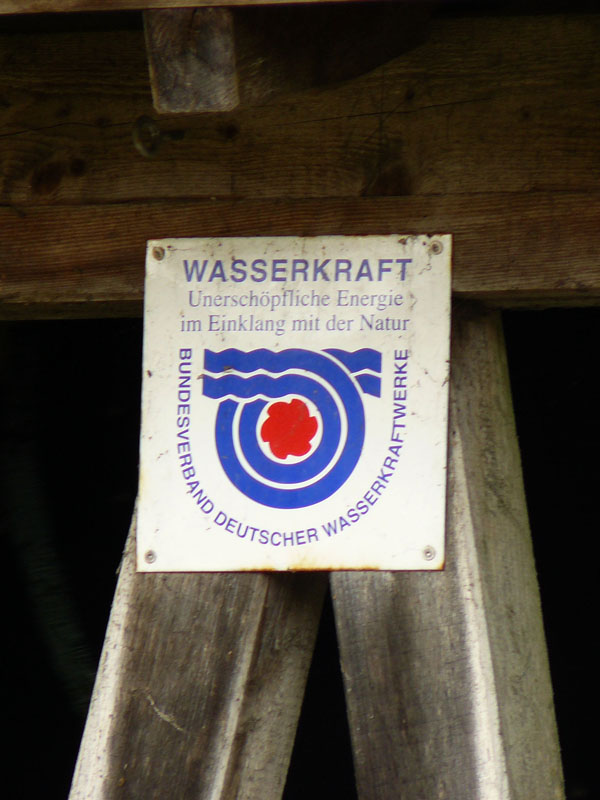 WASSERKRAFT
Unerschöpfliche Energie
im Einklang mit der Natur
BUNDESVERBAND DEUTSCHER WASSERKRAFTWERKE